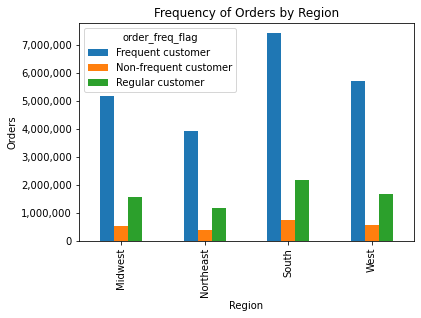 Frequency of Orders by Region
order_freq_flag
Frequent customer
Non-frequent customer
Regular customer
7,000,000
6,000,000
5,000,000
4,000,000
3,000,000
2,000,000
1,000,000
0
Orders
Midwest
Northeast
South
West
Region